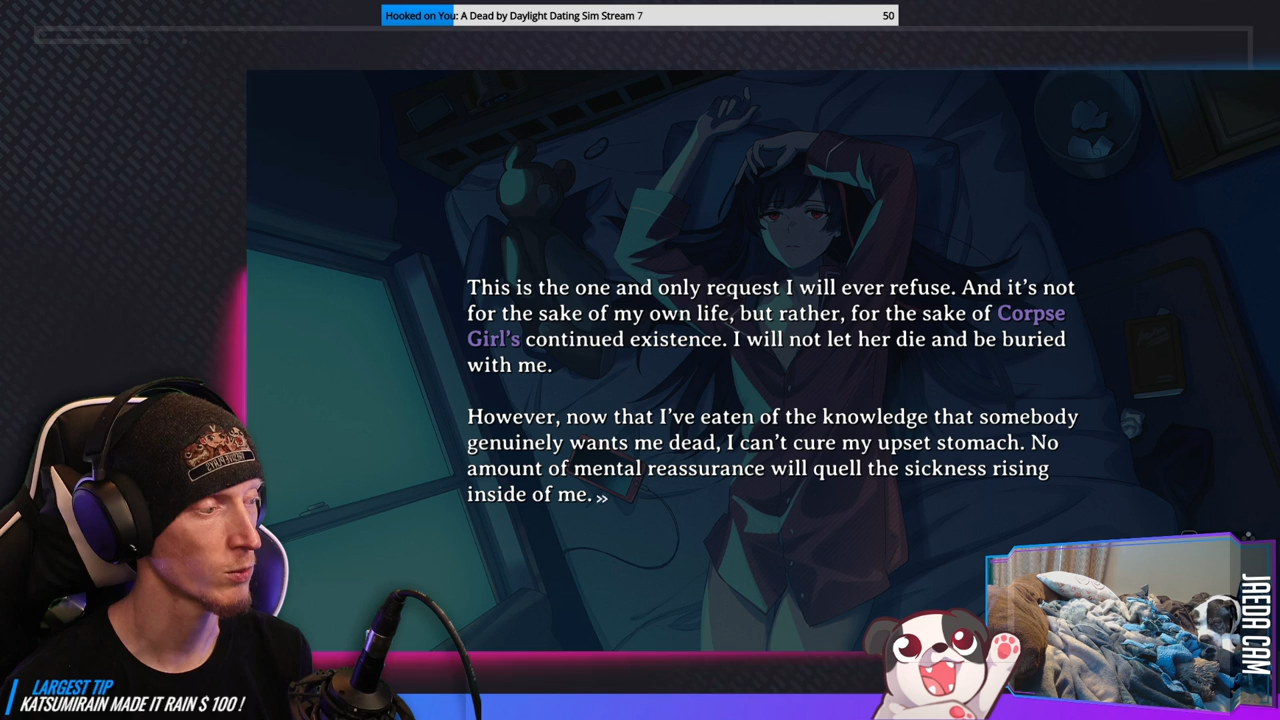 Hooked on You: A Dead by Daylight Dating Sim Stream 7
50
This is the one and only request I will ever refuse. And it’s not
for the sake of my own life, but rather, for the sake of Corpse
Girl’s continued existence. I will not let her die and be buried
with me.
However, now that I’ve eaten of the knowledge that somebody
genuinely wants me dead, I can’t cure my upset stomach. No
amount of mental reassurance will quell the sickness rising
inside of me. »
JAEDA CAM
LARGEST TIP
KATSUMIRAIN MADE IT RAIN $ 100 !